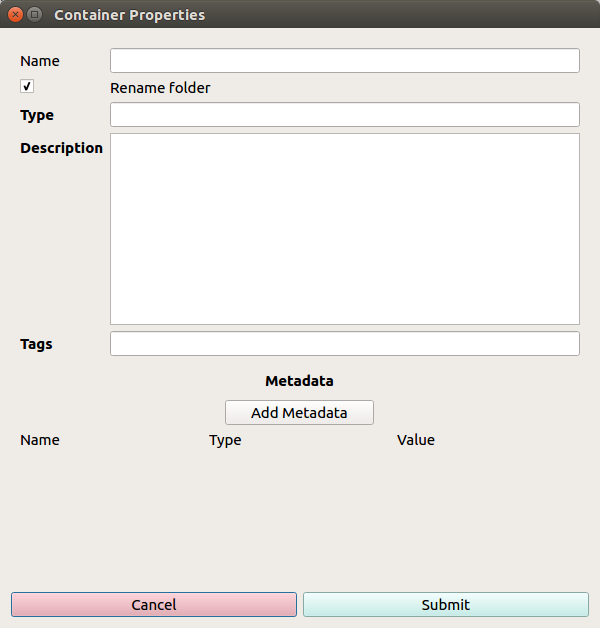 Container Properties
Name
Rename folder
Type
Description
Tags
Metadata
Add Metadata
Name Type Value
Cancel Submit